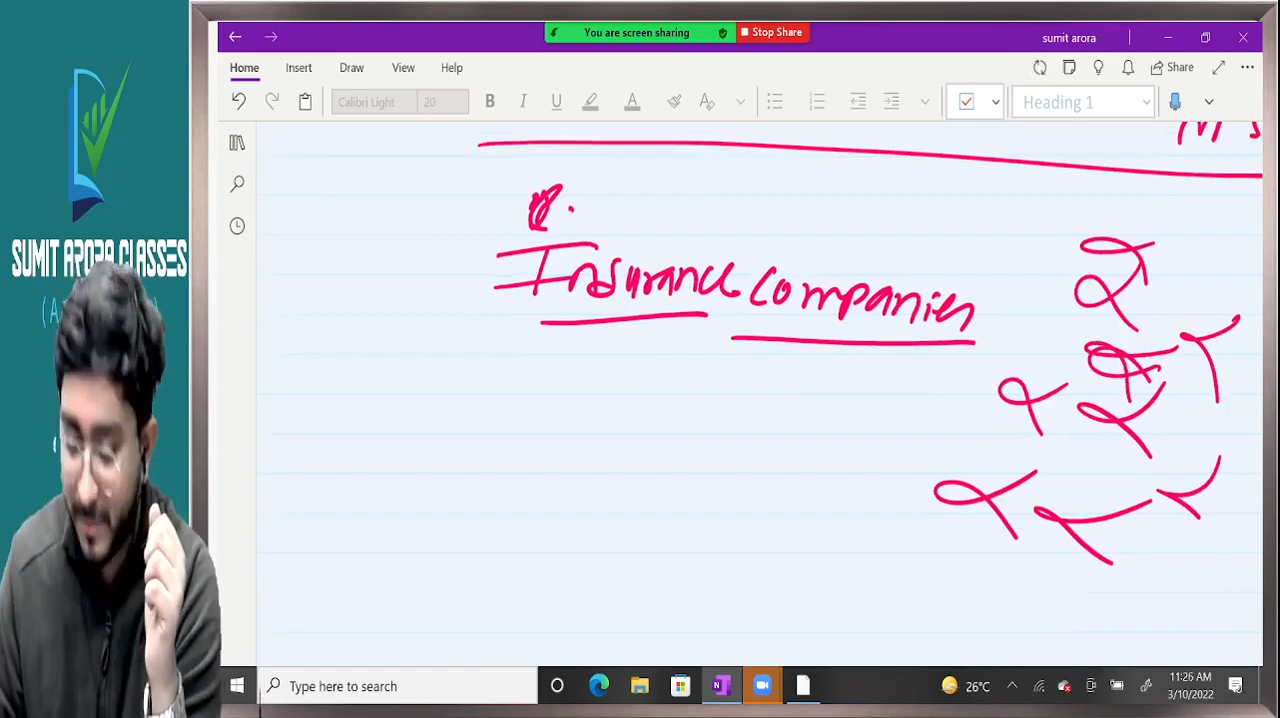 You are screen sharing
Stop Share
sumit arora
Home Insert Draw View Help
Share
Calibri Light 20 B I U A Heading 1
SUMIT ARORA CLASSES
Insurance companies
Type here to search
26°C
11:26 AM
3/10/2022